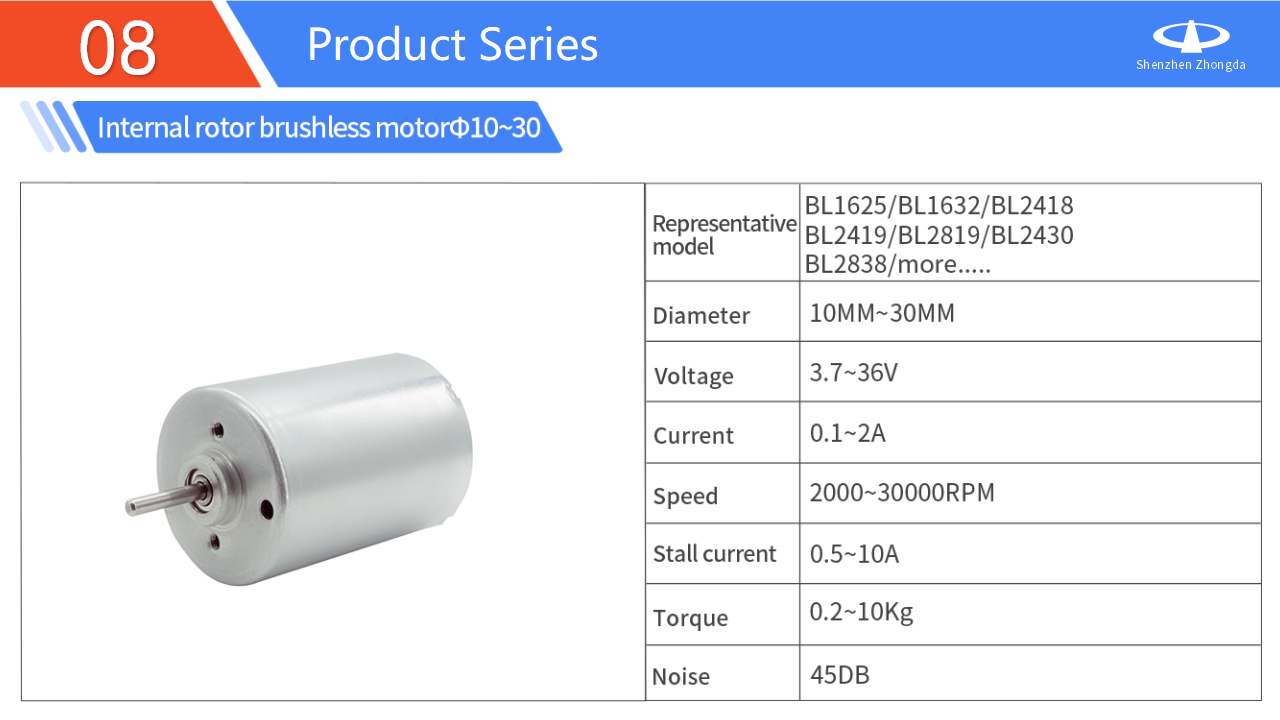 08
Product Series
Shenzhen Zhongda
Internal rotor brushless motorΦ10~30
Representative
model
BL1625/BL1632/BL2418
BL2419/BL2819/BL2430
BL2838/more.....
Diameter
10MM~30MM
Voltage
3.7~36V
Current
0.1~2A
Speed
2000~30000RPM
Stall current
0.5~10A
Torque
0.2~10Kg
Noise
45DB